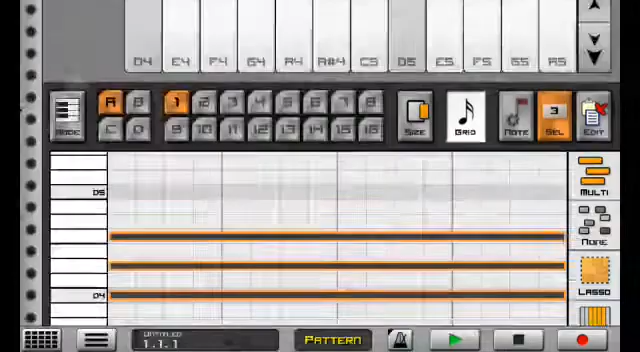 D4 E4 F4 G4 A4 A#4 C5 D5 E5 F5 G5 A5
A B 1 2 3 4 5 6 7 8
C D 9 10 11 12 13 14 15 16
MODE SIZE GRID NOTE 3 SEL EDIT
D5
MULTI
NONE
LASSO
D4
UNTITLED
1.1.1
PATTERN